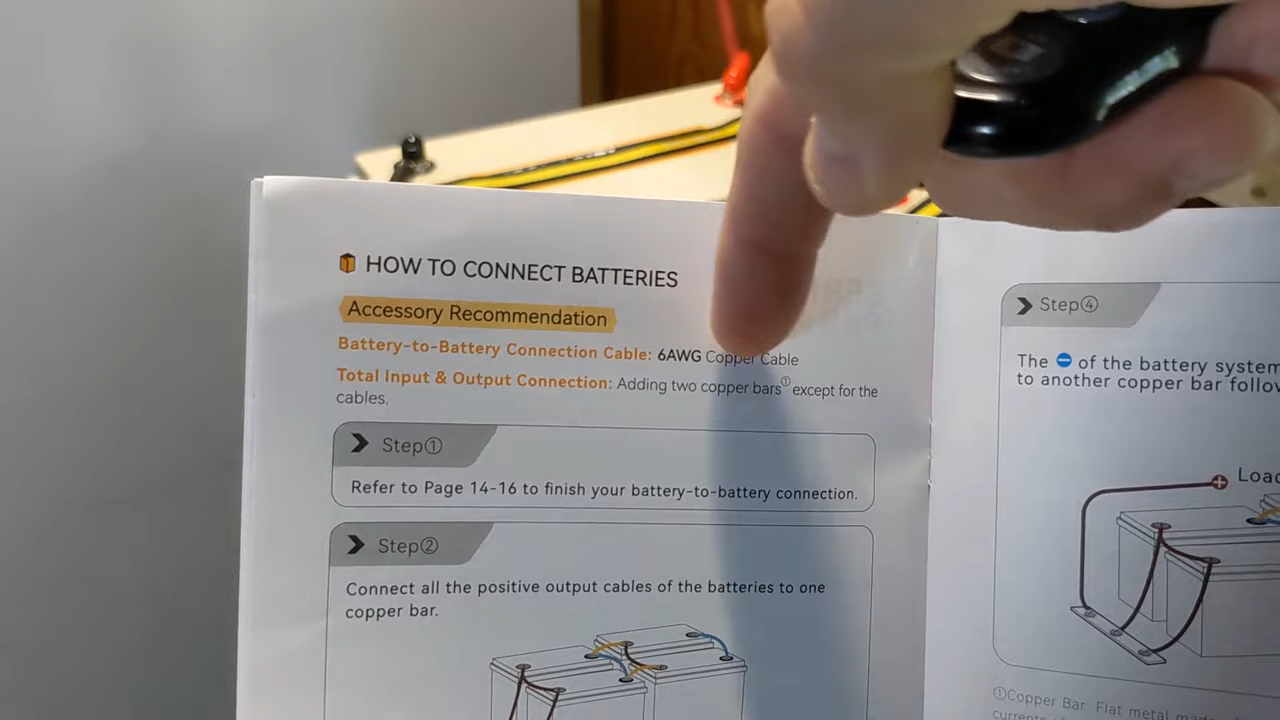 HOW TO CONNECT BATTERIES
Accessory Recommendation
Battery-to-Battery Connection Cable: 6AWG Copper Cable
Total Input & Output Connection: Adding two copper bars① except for the
cables.
Step①
Refer to Page 14-16 to finish your battery-to-battery connection.
Step②
Connect all the positive output cables of the batteries to one
copper bar.
Step④
The ⊖ of the battery system
to another copper bar
Load
①Copper Bar Flat metal